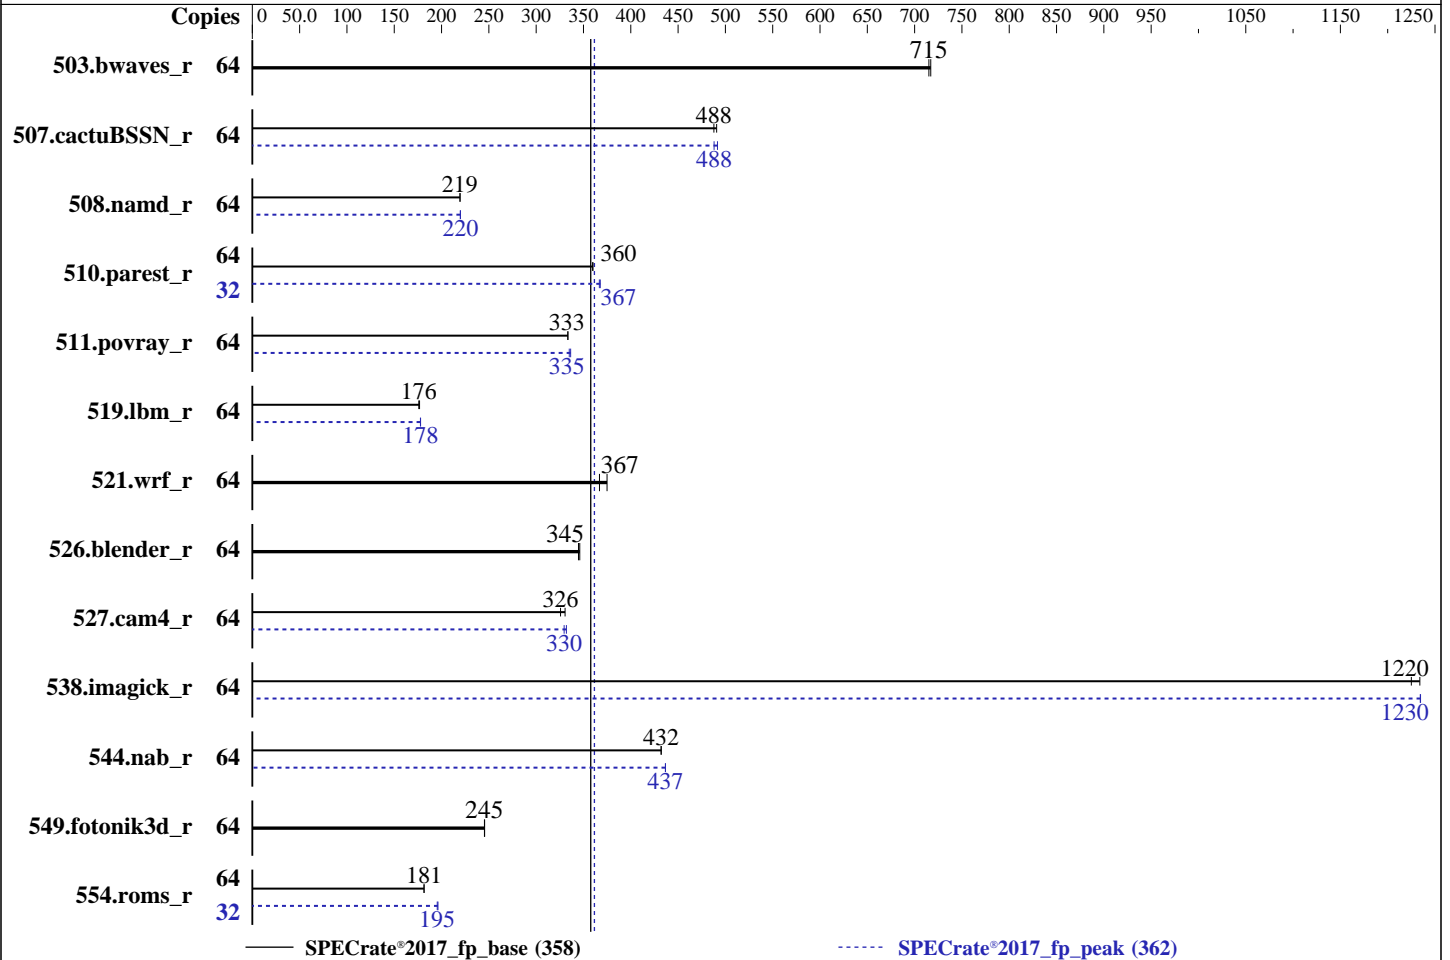 Copies 0 50.0 100 150 200 250 300 350 400 450 500 550 600 650 700 750 800 850 900 950 1050 1150 1250
503.bwaves_r 64 715
507.cactuBSSN_r 64 488
488
508.namd_r 64 219
220
510.parest_r 64 360
32 367
511.povray_r 64 333
335
519.lbm_r 64 176
178
521.wrf_r 64 367
526.blender_r 64 345
527.cam4_r 64 326
330
538.imagick_r 64 1220
1230
544.nab_r 64 432
437
549.fotonik3d_r 64 245
554.roms_r 64 181
32 195
SPECrate®2017_fp_base (358) SPECrate®2017_fp_peak (362)